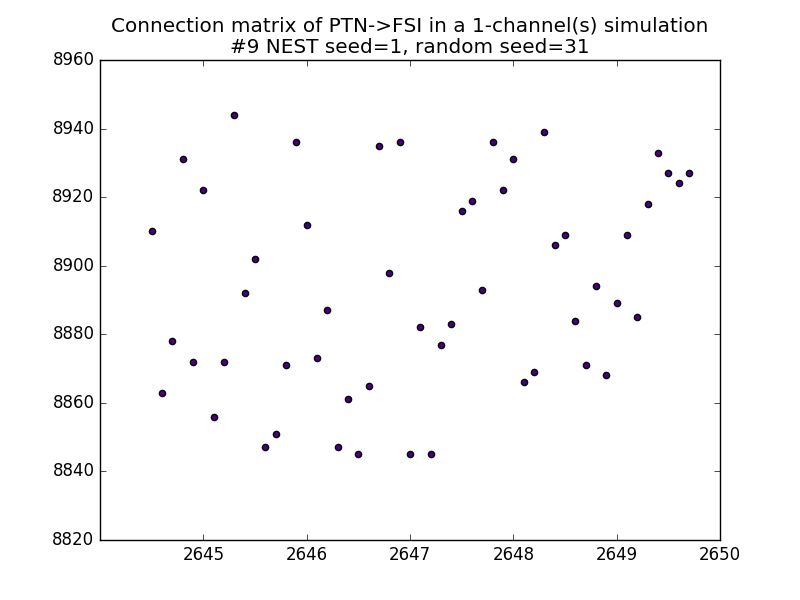 Connection matrix of PTN->FSI in a 1-channel(s) simulation
#9 NEST seed=1, random seed=31
8960
8940
8920
8900
8880
8860
8840
8820
2645 2646 2647 2648 2649 2650